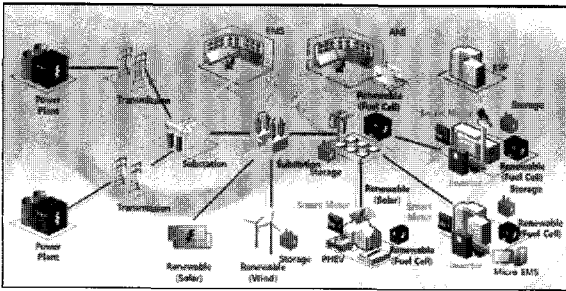 EMS
AMI
ESP
Power
Plant
Transmission
Renewable
(Fuel Cell)
Storage
Substation
Substation
Storage
Renewable
(Fuel Cell)
Storage
Transmission
Renewable
(Solar)
Smart Meter
Smart
Meter
Power
Plant
Renewable
(Solar)
Renewable
(Wind)
Storage
PHEV
Renewable
(Fuel Cell)
Inverter
Renewable
(Fuel Cell)
Micro EMS